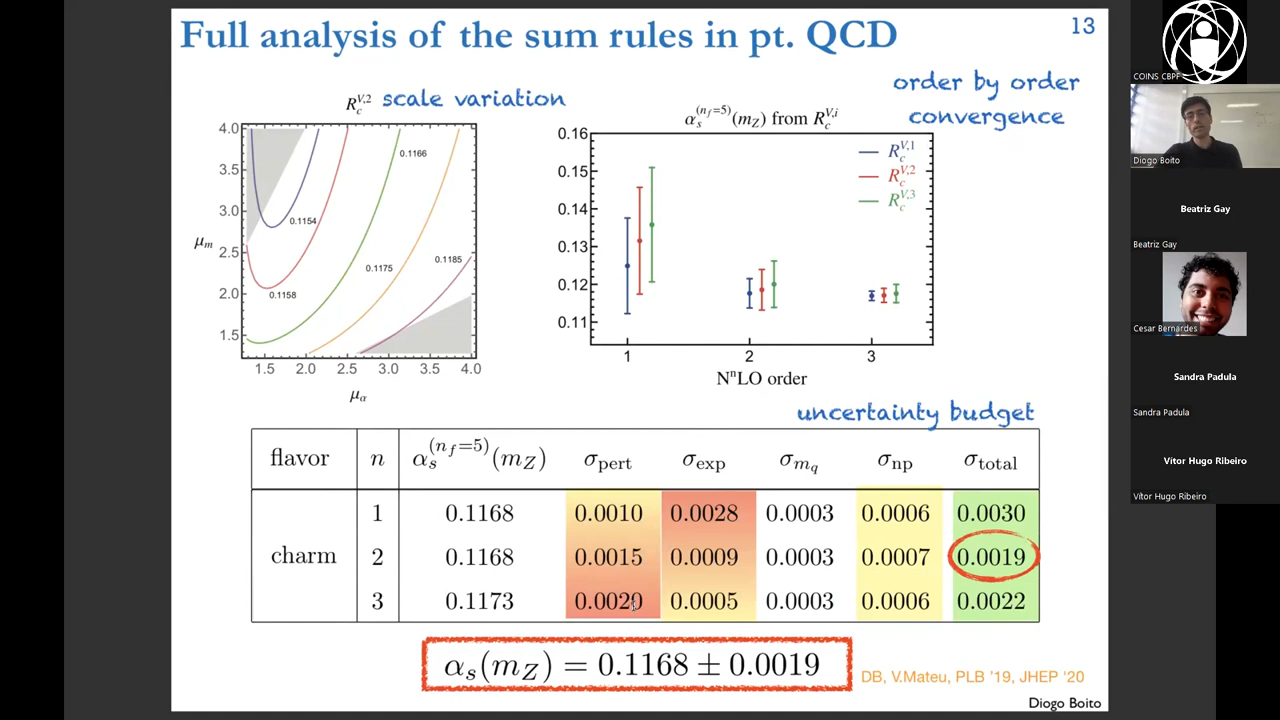 Full analysis of the sum rules in pt. QCD
13
R_c^{V,2} scale variation
order by order
convergence
α_s^{(n_f=5)}(m_Z) from R_c^{V,i}
4.0
3.5
3.0
2.5
2.0
1.5
μ_m
0.1166
0.1154
0.1175
0.1185
0.1158
1.5 2.0 2.5 3.0 3.5 4.0
μ_α
0.16
0.15
0.14
0.13
0.12
0.11
R_c^{V,1}
R_c^{V,2}
R_c^{V,3}
1 2 3
N^nLO order
uncertainty budget
flavor n α_s^{(n_f=5)}(m_Z) σ_pert σ_exp σ_{m_q} σ_np σ_total
1 0.1168 0.0010 0.0028 0.0003 0.0006 0.0030
charm 2 0.1168 0.0015 0.0009 0.0003 0.0007 0.0019
3 0.1173 0.0020 0.0005 0.0003 0.0006 0.0022
α_s(m_Z) = 0.1168 ± 0.0019
DB, V.Mateu, PLB '19, JHEP '20
Diogo Boito
COINS CBPF
Diogo Boito
Beatriz Gay
Beatriz Gay
Cesar Bernardes
Sandra Padula
Sandra Padula
Vítor Hugo Ribeiro
Vítor Hugo Ribeiro